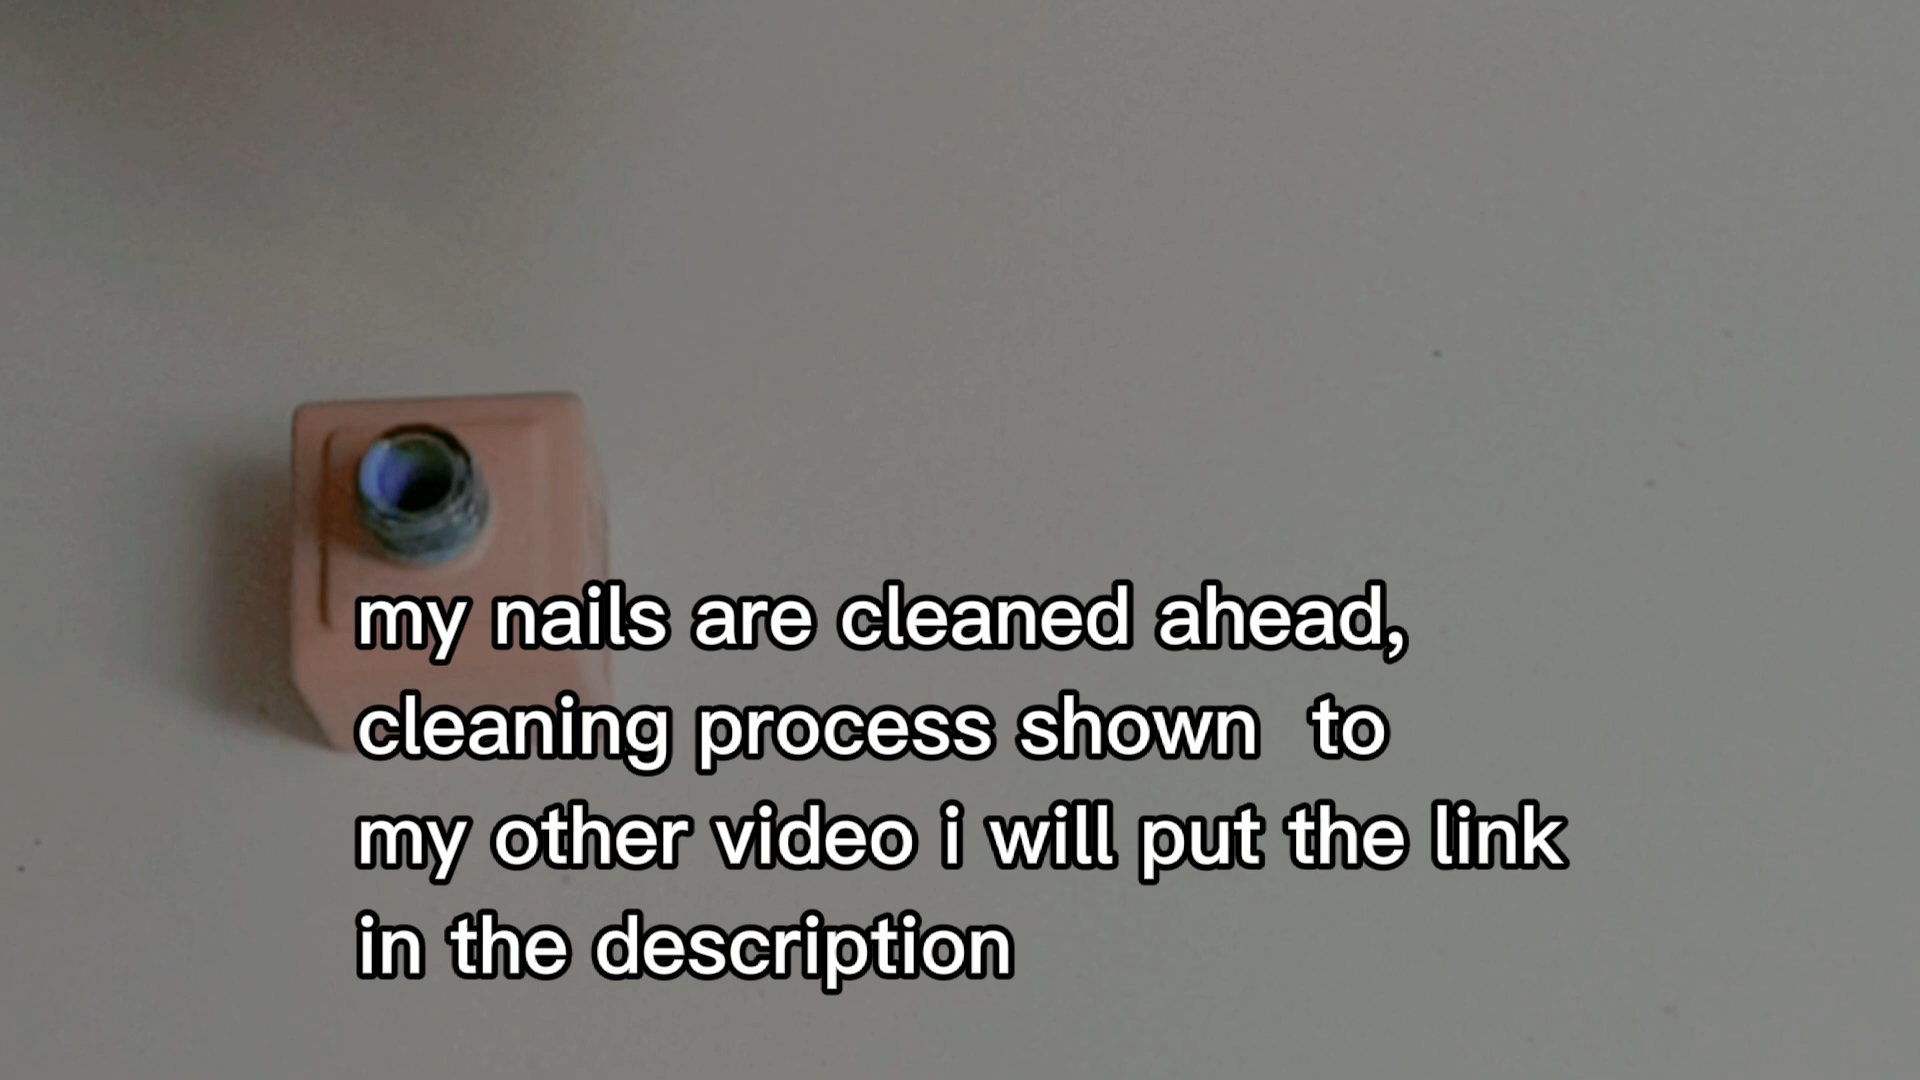 my nails are cleaned ahead,
cleaning process shown  to
my other video i will put the link
in the description